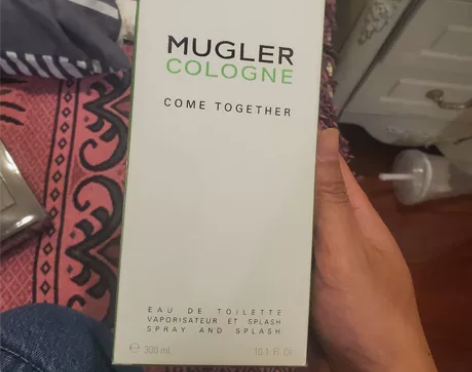 MUGLER
COLOGNE
COME TOGETHER
EAU DE TOILETTE
VAPORISATEUR ET SPLASH
SPRAY AND SPLASH
℮ 300 ml 10.1 FL.OZ